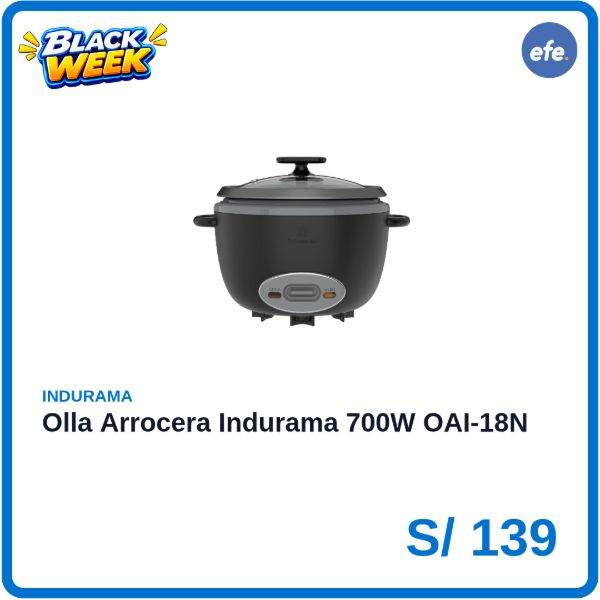 BLACK
WEEK
efe.
INDURAMA
Olla Arrocera Indurama 700W OAI-18N
S/ 139